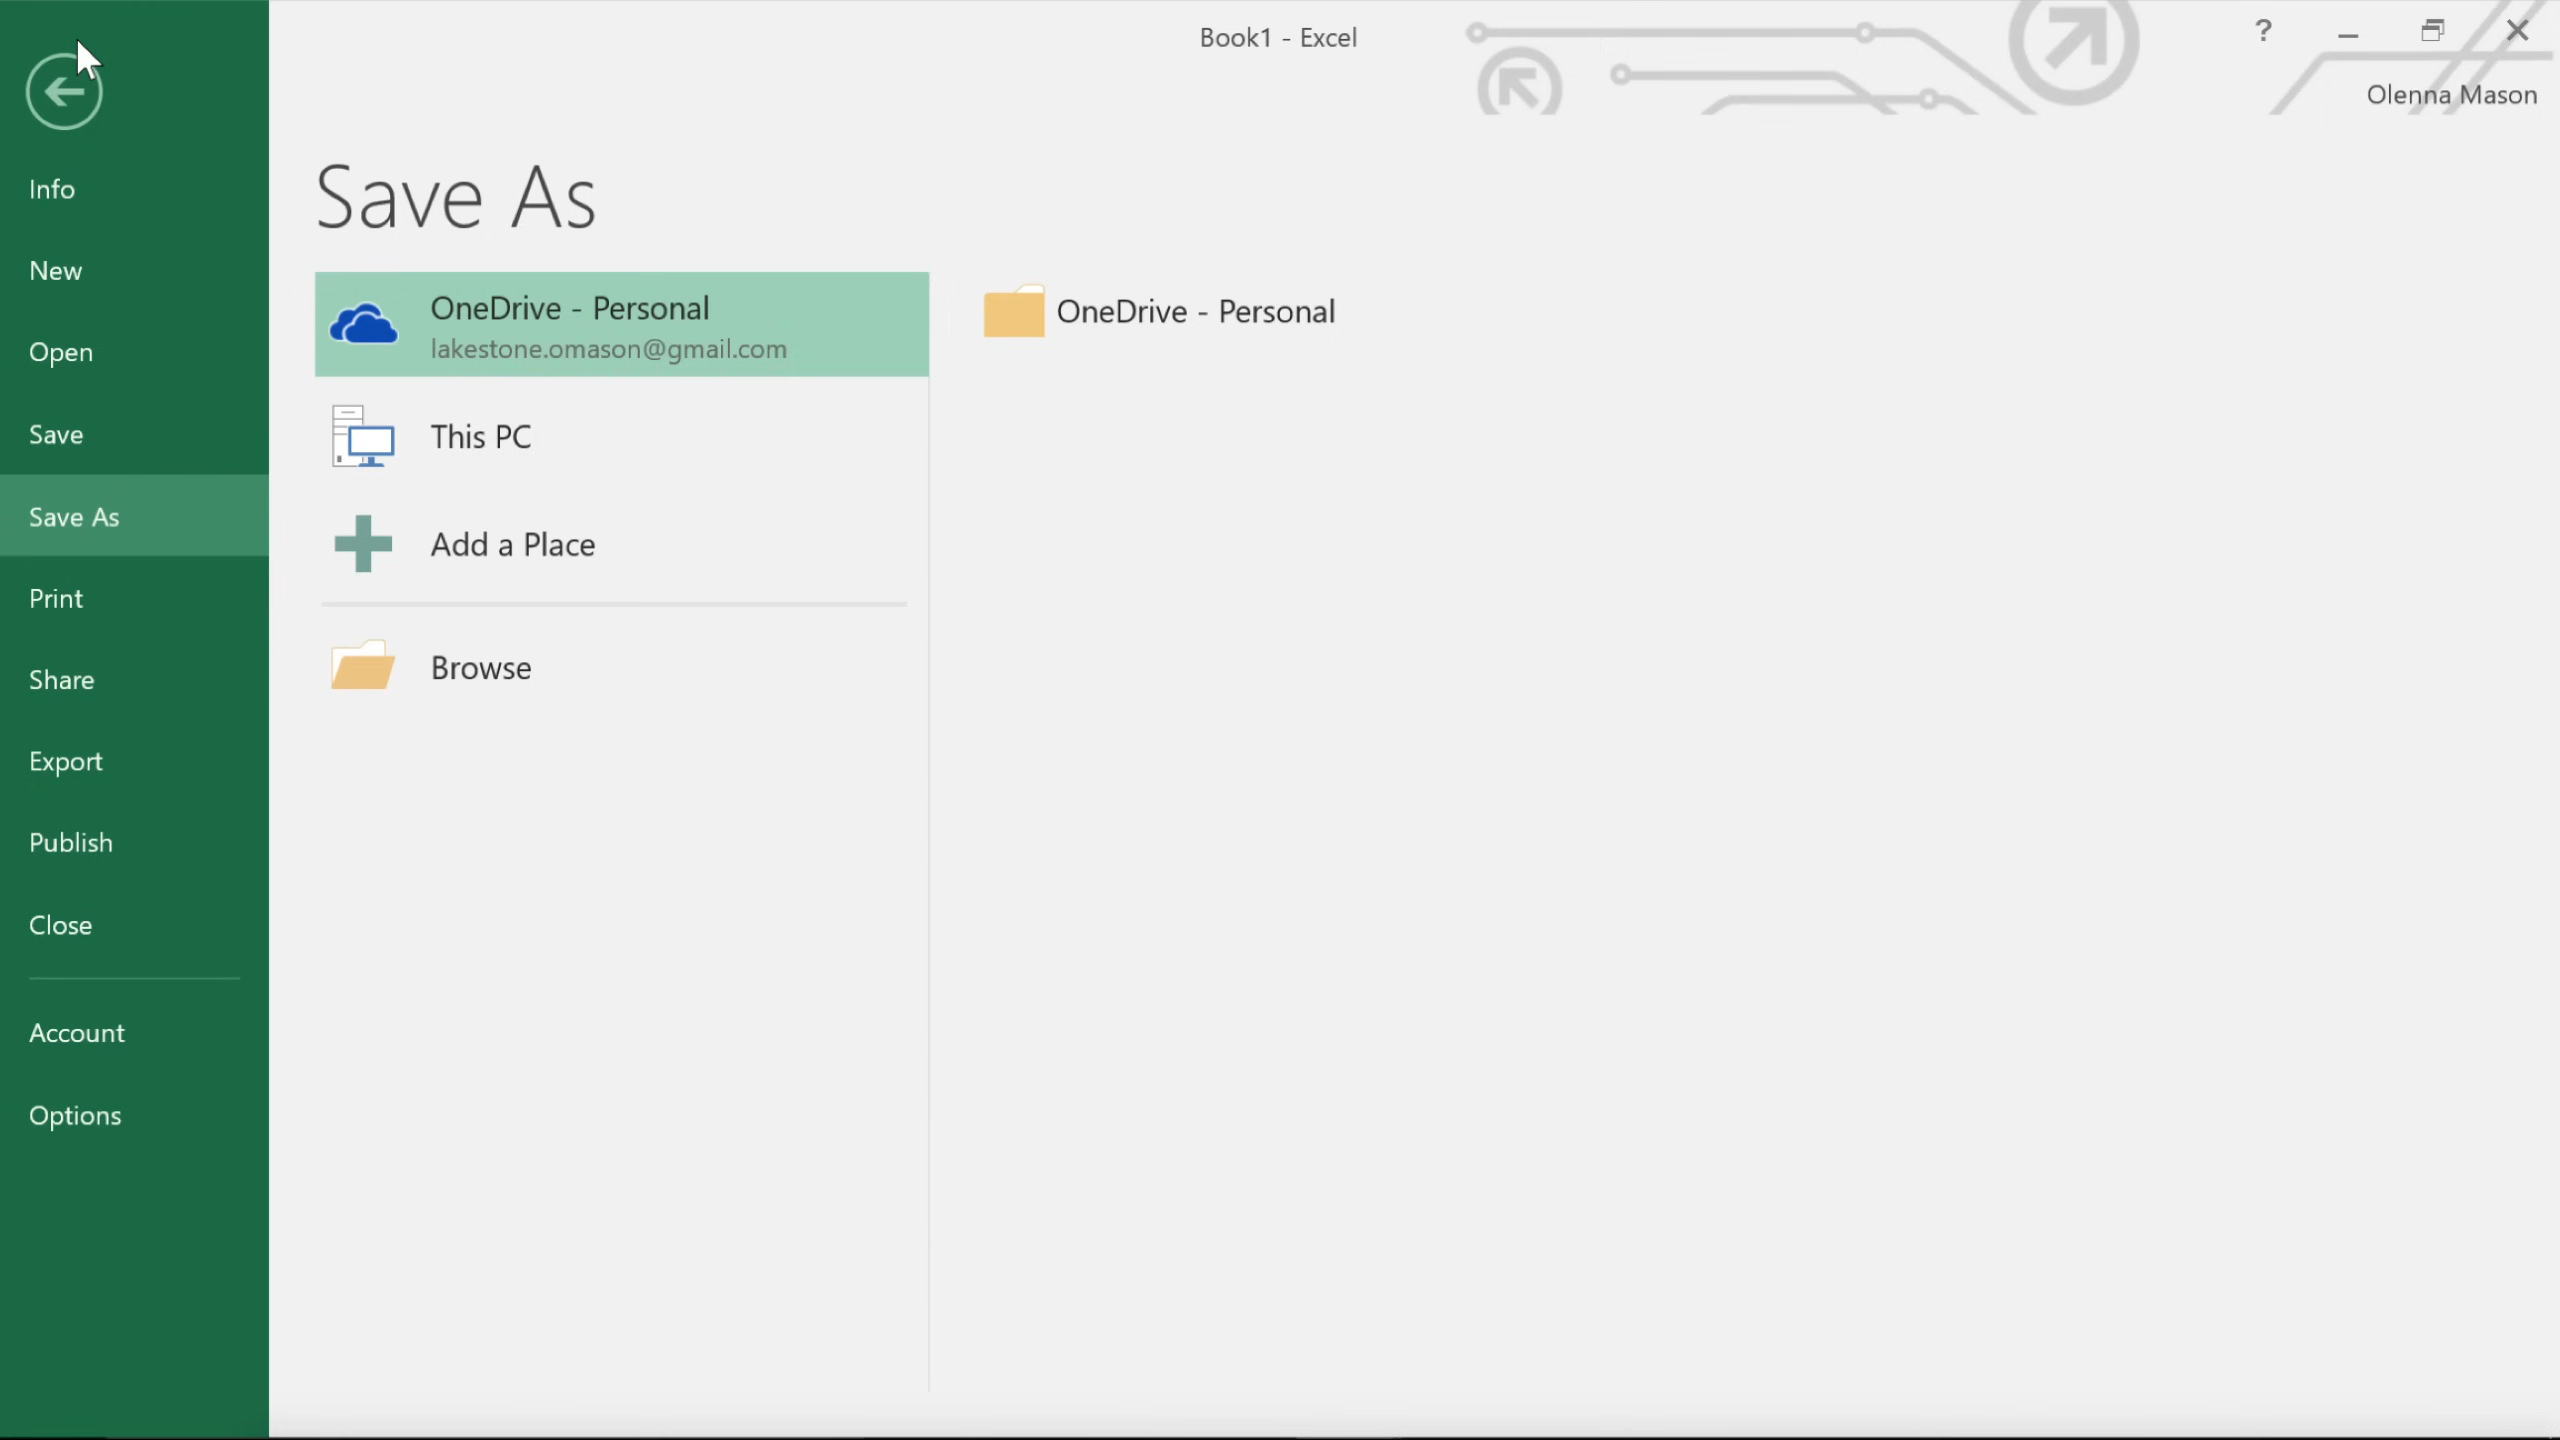 Book1 - Excel
?
Olenna Mason
Info
New
Open
Save
Save As
Print
Share
Export
Publish
Close
Account
Options
Save As
OneDrive - Personal
lakestone.omason@gmail.com
This PC
Add a Place
Browse
OneDrive - Personal